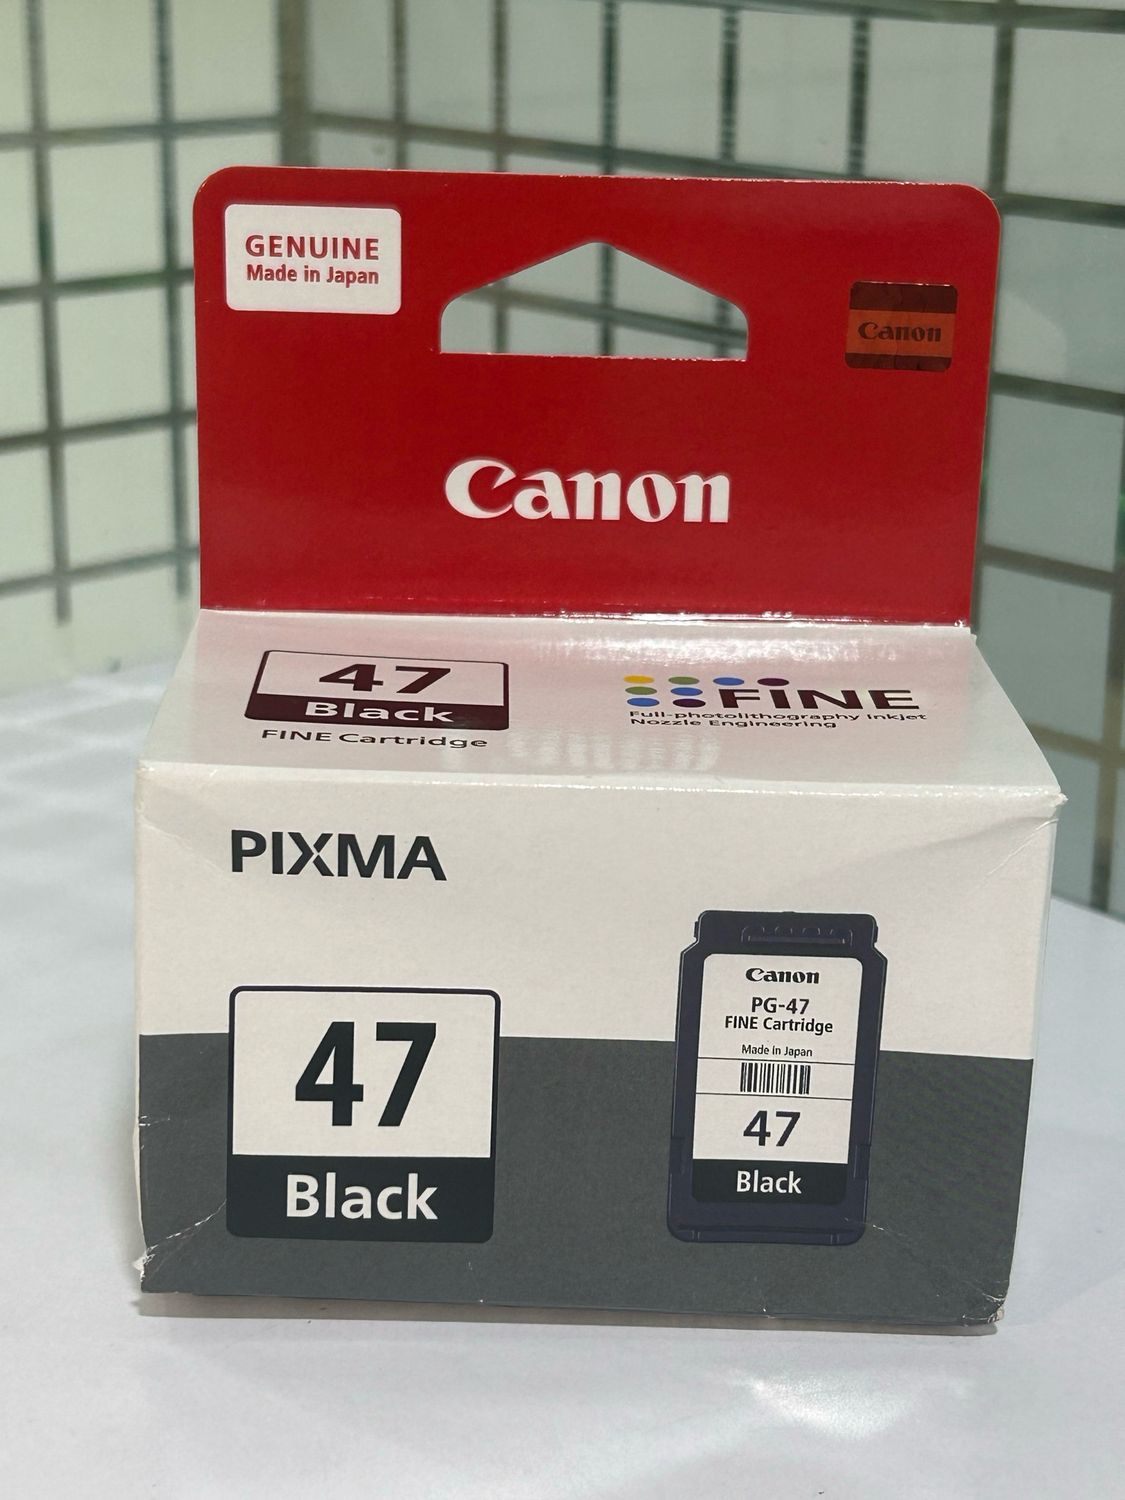 GENUINE
Made in Japan
Canon
Canon
47
Black
FINE Cartridge
FINE
Full-photolithography Inkjet
Nozzle Engineering
PIXMA
47
Black
Canon
PG-47
FINE Cartridge
Made in Japan
47
Black